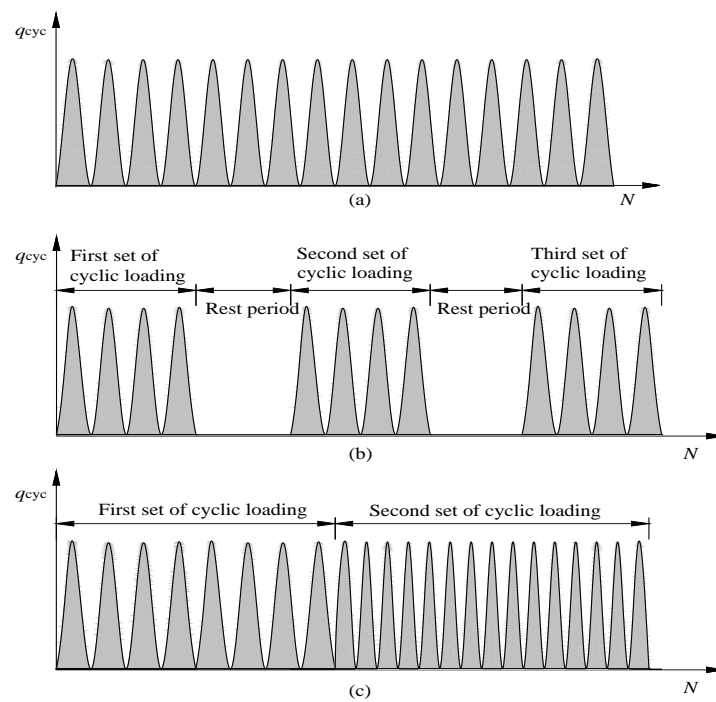 qcyc
(a)
N
qcyc
First set of
cyclic loading
Rest period
Second set of
cyclic loading
Rest period
Third set of
cyclic loading
(b)
N
qcyc
First set of cyclic loading
Second set of cyclic loading
(c)
N